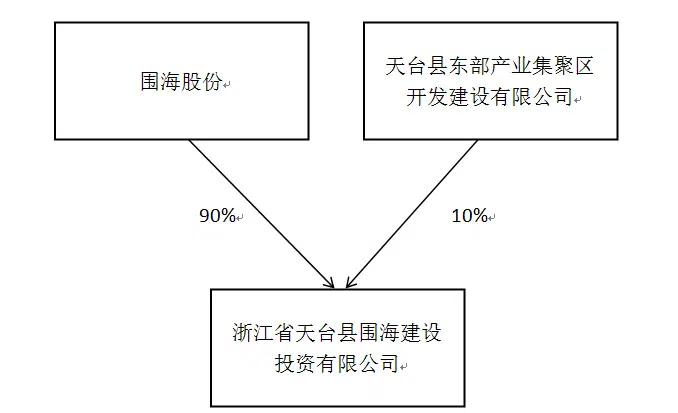 围海股份
天台县东部产业集聚区
开发建设有限公司
90%
10%
浙江省天台县围海建设
投资有限公司